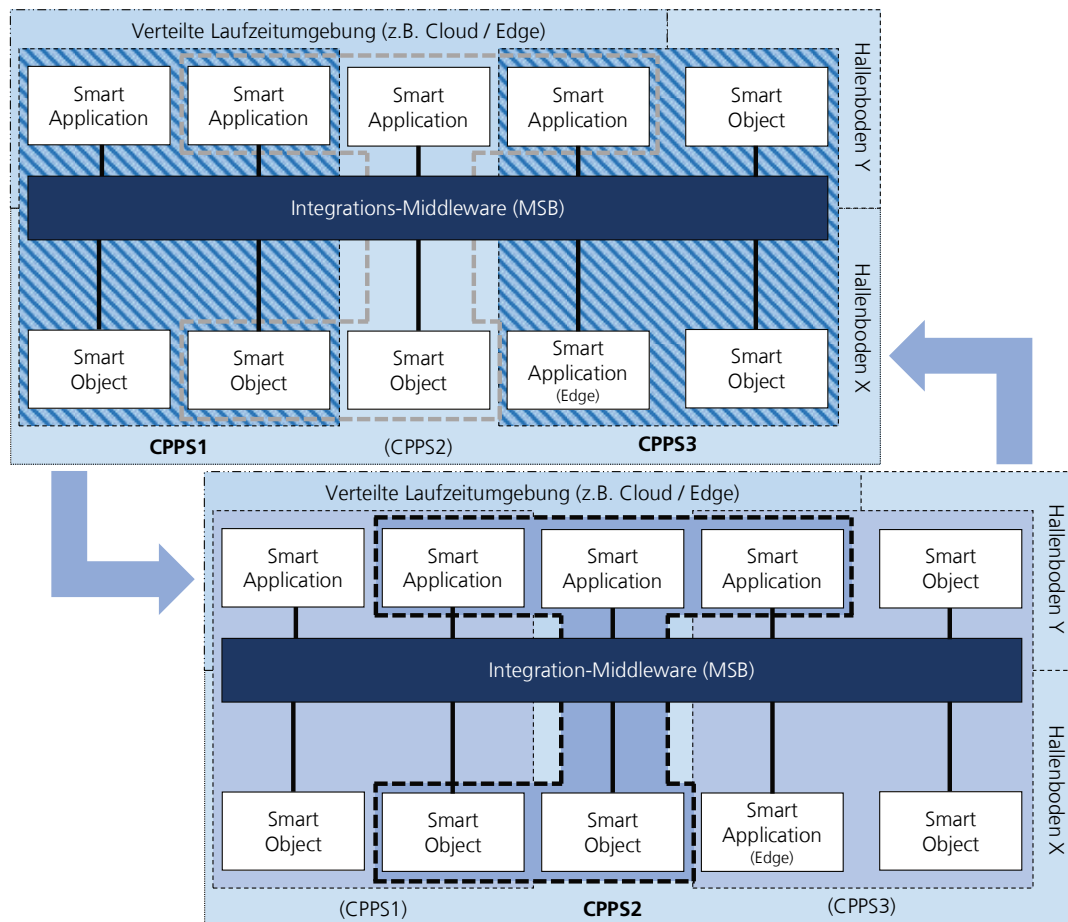 Verteilte Laufzeitumgebung (z.B. Cloud / Edge)
Hallenboden Y
Smart
Application
Smart
Application
Smart
Application
Smart
Application
Smart
Object
Integrations-Middleware (MSB)
Hallenboden X
Smart
Object
Smart
Object
Smart
Object
Smart
Application
(Edge)
Smart
Object
CPPS1
(CPPS2)
CPPS3
Verteilte Laufzeitumgebung (z.B. Cloud / Edge)
Hallenboden Y
Smart
Application
Smart
Application
Smart
Application
Smart
Application
Smart
Object
Integration-Middleware (MSB)
Hallenboden X
Smart
Object
Smart
Object
Smart
Object
Smart
Application
(Edge)
Smart
Object
(CPPS1)
CPPS2
(CPPS3)